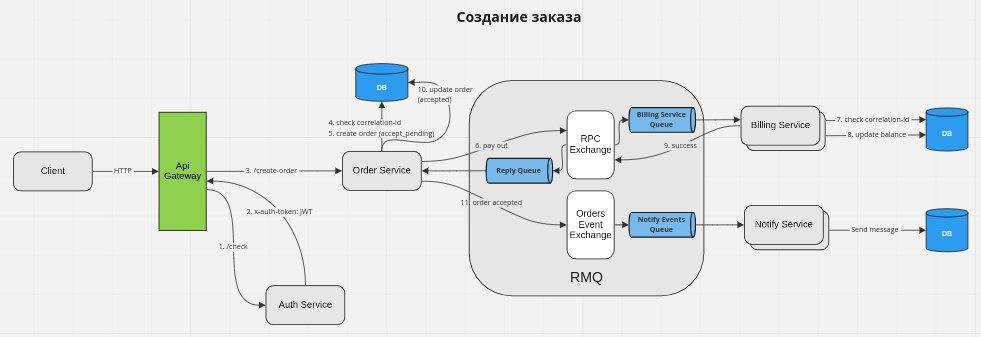 Создание заказа
DB
10. update order
(accepted)
4. check correlation-id
5. create order (accept_pending)
Client
HTTP
Api
Gateway
3. /create-order
Order Service
6. pay out
Reply Queue
RPC
Exchange
Billing Service
Queue
9. success
Billing Service
7. check correlation-id
8. update balance
DB
2. x-auth-token: JWT
1. /check
Auth Service
11. order accepted
Orders
Event
Exchange
Notify Events
Queue
Notify Service
Send message
DB
RMQ